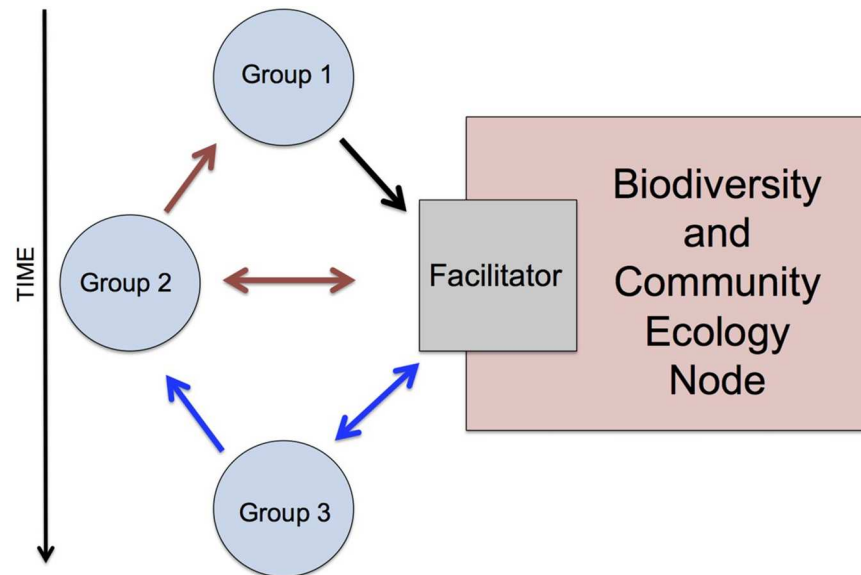 TIME
Group 1
Group 2
Group 3
Facilitator
Biodiversity
and
Community
Ecology
Node